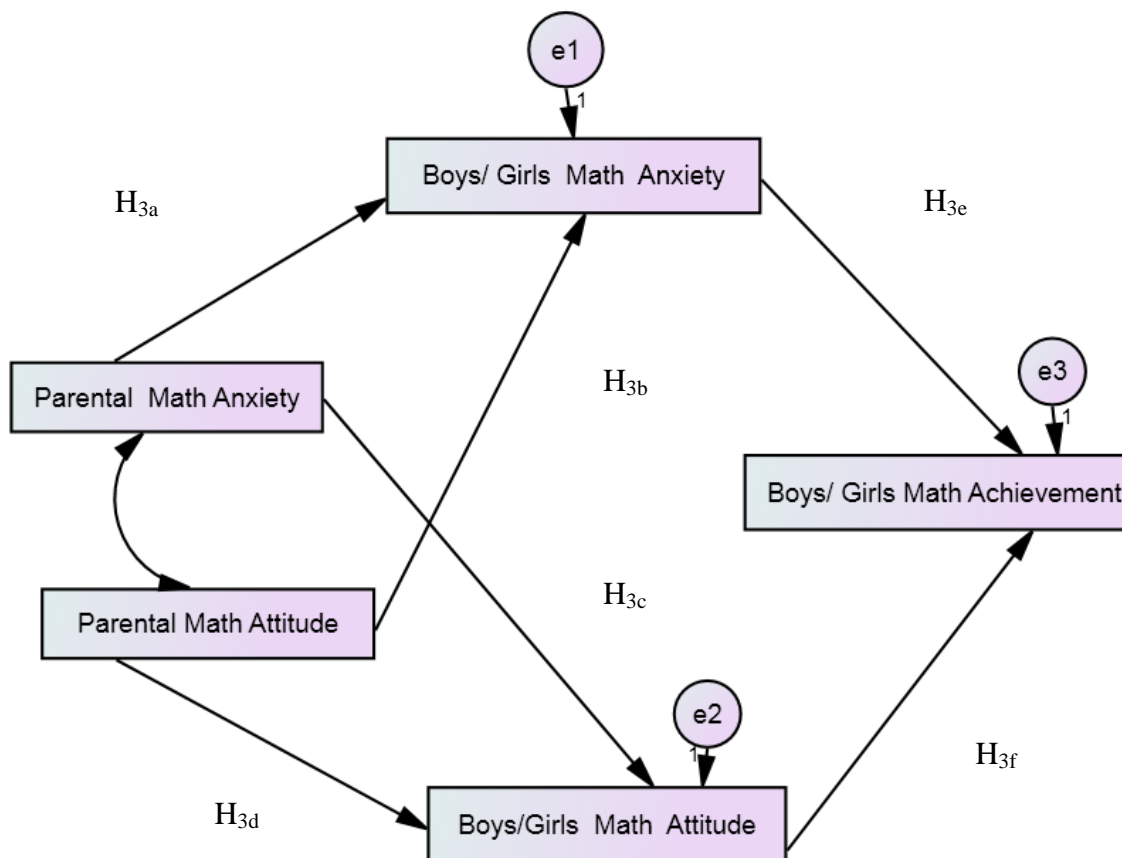 e1
1
Boys/ Girls Math Anxiety
H3a
H3e
Parental Math Anxiety
H3b
e3
1
Boys/ Girls Math Achievement
Parental Math Attitude
H3c
e2
1
H3f
Boys/Girls Math Attitude
H3d